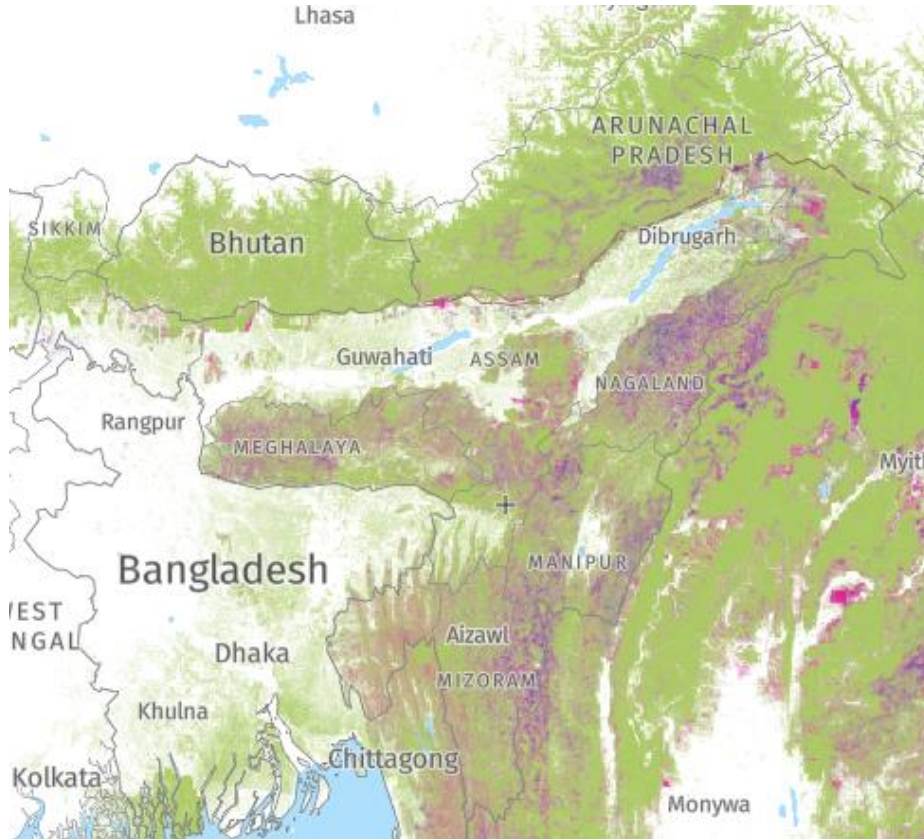 Lhasa
ARUNACHAL
PRADESH
SIKKIM
Bhutan
Dibrugarh
Guwahati
ASSAM
NAGALAND
Rangpur
MEGHALAYA
Myitk
MANIPUR
Bangladesh
VEST
NGAL
Aizawl
Dhaka
MIZORAM
Khulna
Chittagong
Kolkata
Monywa